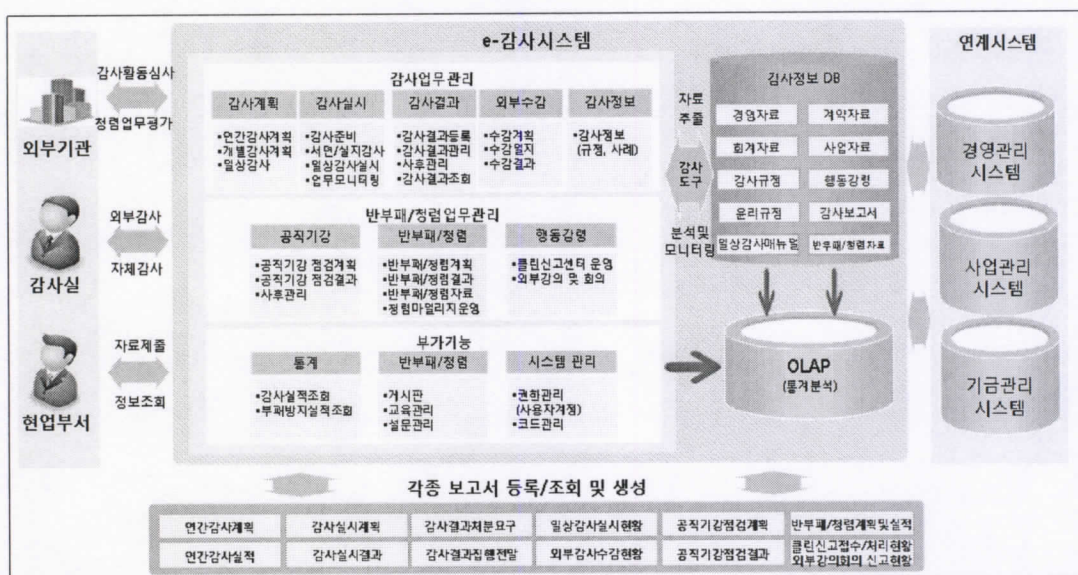 e-감사시스템
연계시스템
외부기관
감사활동심사
청렴업무평가
감사실
외부감사
자체감사
현업부서
자료제출
정보조회
감사업무관리
감사계획
▪연간감사계획
▪개별감사계획
▪일상감사
감사실시
▪감사준비
▪서면/실지감사
▪일상감사실시
▪업무모니터링
감사결과
▪감사결과등록
▪감사결과관리
▪사후관리
▪감사결과조회
외부수감
▪수감계획
▪수감일지
▪수감결과
감사정보
▪감사정보
(규정, 사례)
반부패/청렴업무관리
공직기강
▪공직기강 점검계획
▪공직기강 점검결과
▪사후관리
반부패/청렴
▪반부패/청렴계획
▪반부패/청렴결과
▪반부패/청렴자료
▪청렴마일리지운영
행동강령
▪클린신고센터 운영
▪외부강의 및 회의
부가기능
통계
▪감사실적조회
▪부패방지실적조회
반부패/청렴
▪게시판
▪교육관리
▪설문관리
시스템 관리
▪권한관리
(사용자계정)
▪코드관리
자료
추출
감사
도구
분석및
모니터링
감사정보 DB
경영자료 계약자료
회계자료 사업자료
감사규정 행동강령
윤리규정 감사보고서
일상감사매뉴얼 반부패/청렴자료
OLAP
(통계분석)
경영관리
시스템
사업관리
시스템
기금관리
시스템
각종 보고서 등록/조회 및 생성
연간감사계획 감사실시계획 감사결과처분요구 일상감사실시현황 공직기강점검계획 반부패/청렴계획및실적
연간감사실적 감사실시결과 감사결과집행전말 외부감사수감현황 공직기강점검결과 클린신고접수/처리현황
외부강의회의 신고현황